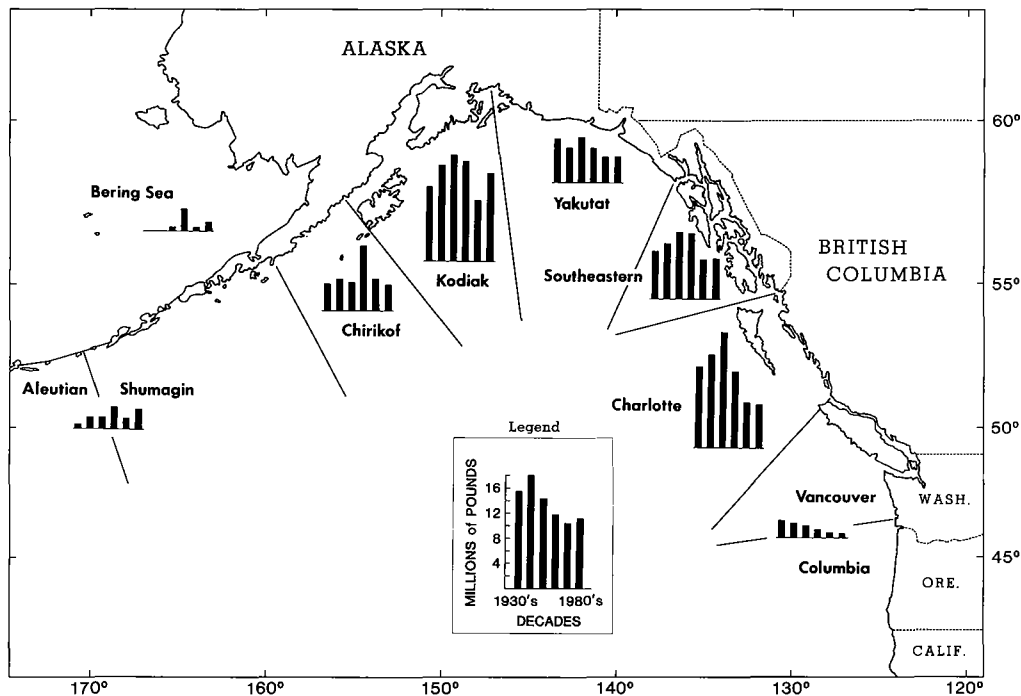 ALASKA
60°
Bering Sea
Yakutat
BRITISH
COLUMBIA
Southeastern
Kodiak
55°
Chirikof
Aleutian
Shumagin
Charlotte
50°
Legend
MILLIONS of POUNDS
16
12
8
4
1930's
1980's
DECADES
Vancouver
WASH.
45°
Columbia
ORE.
CALIF.
170°
160°
150°
140°
130°
120°